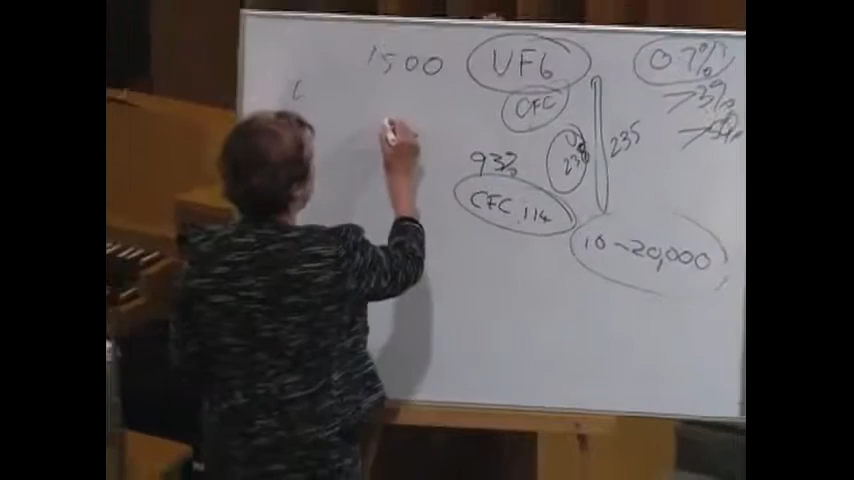 1500 UF6 0.7%
CFC →3%
235
93%
238
CFC 114
10-20,000